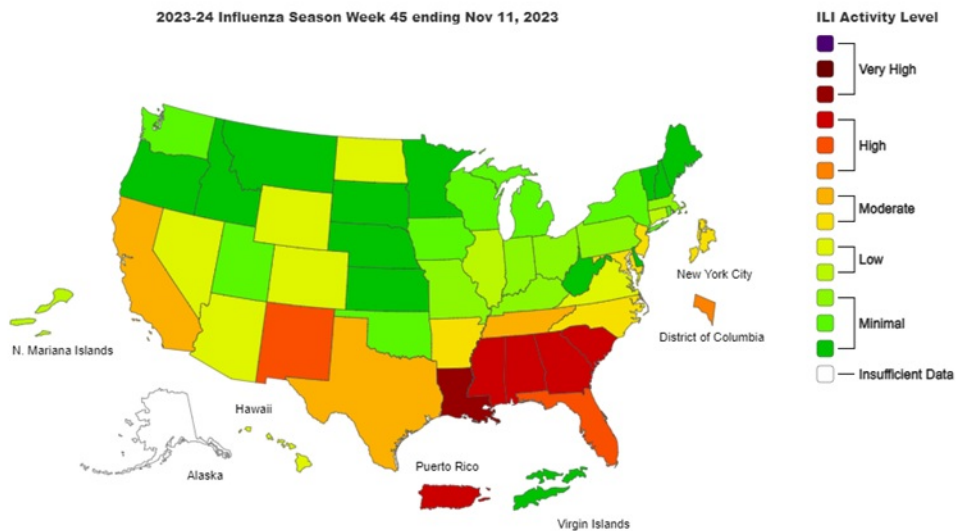 2023-24 Influenza Season Week 45 ending Nov 11, 2023
ILI Activity Level
Very High
High
Moderate
Low
Minimal
Insufficient Data
New York City
District of Columbia
N. Mariana Islands
Hawaii
Alaska
Puerto Rico
Virgin Islands